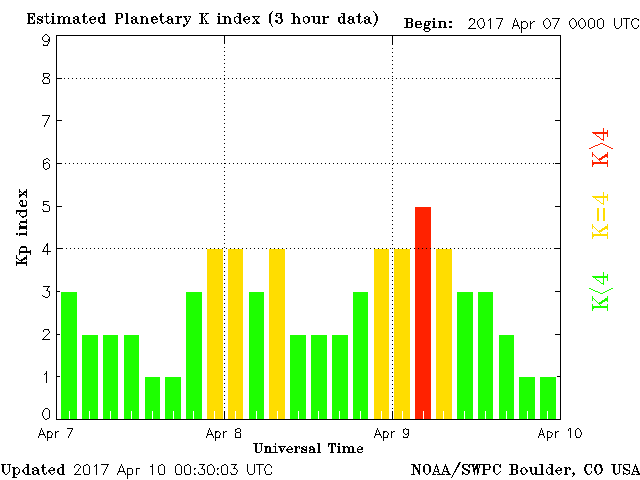 Estimated Planetary K index (3 hour data) Begin: 2017 Apr 07 0000 UTC
9
8
7
6
5
4
3
2
1
0
Kp index
K>4
K=4
K<4
Apr 7 Apr 8 Apr 9 Apr 10
Universal Time
Updated 2017 Apr 10 00:30:03 UTC NOAA/SWPC Boulder, CO USA